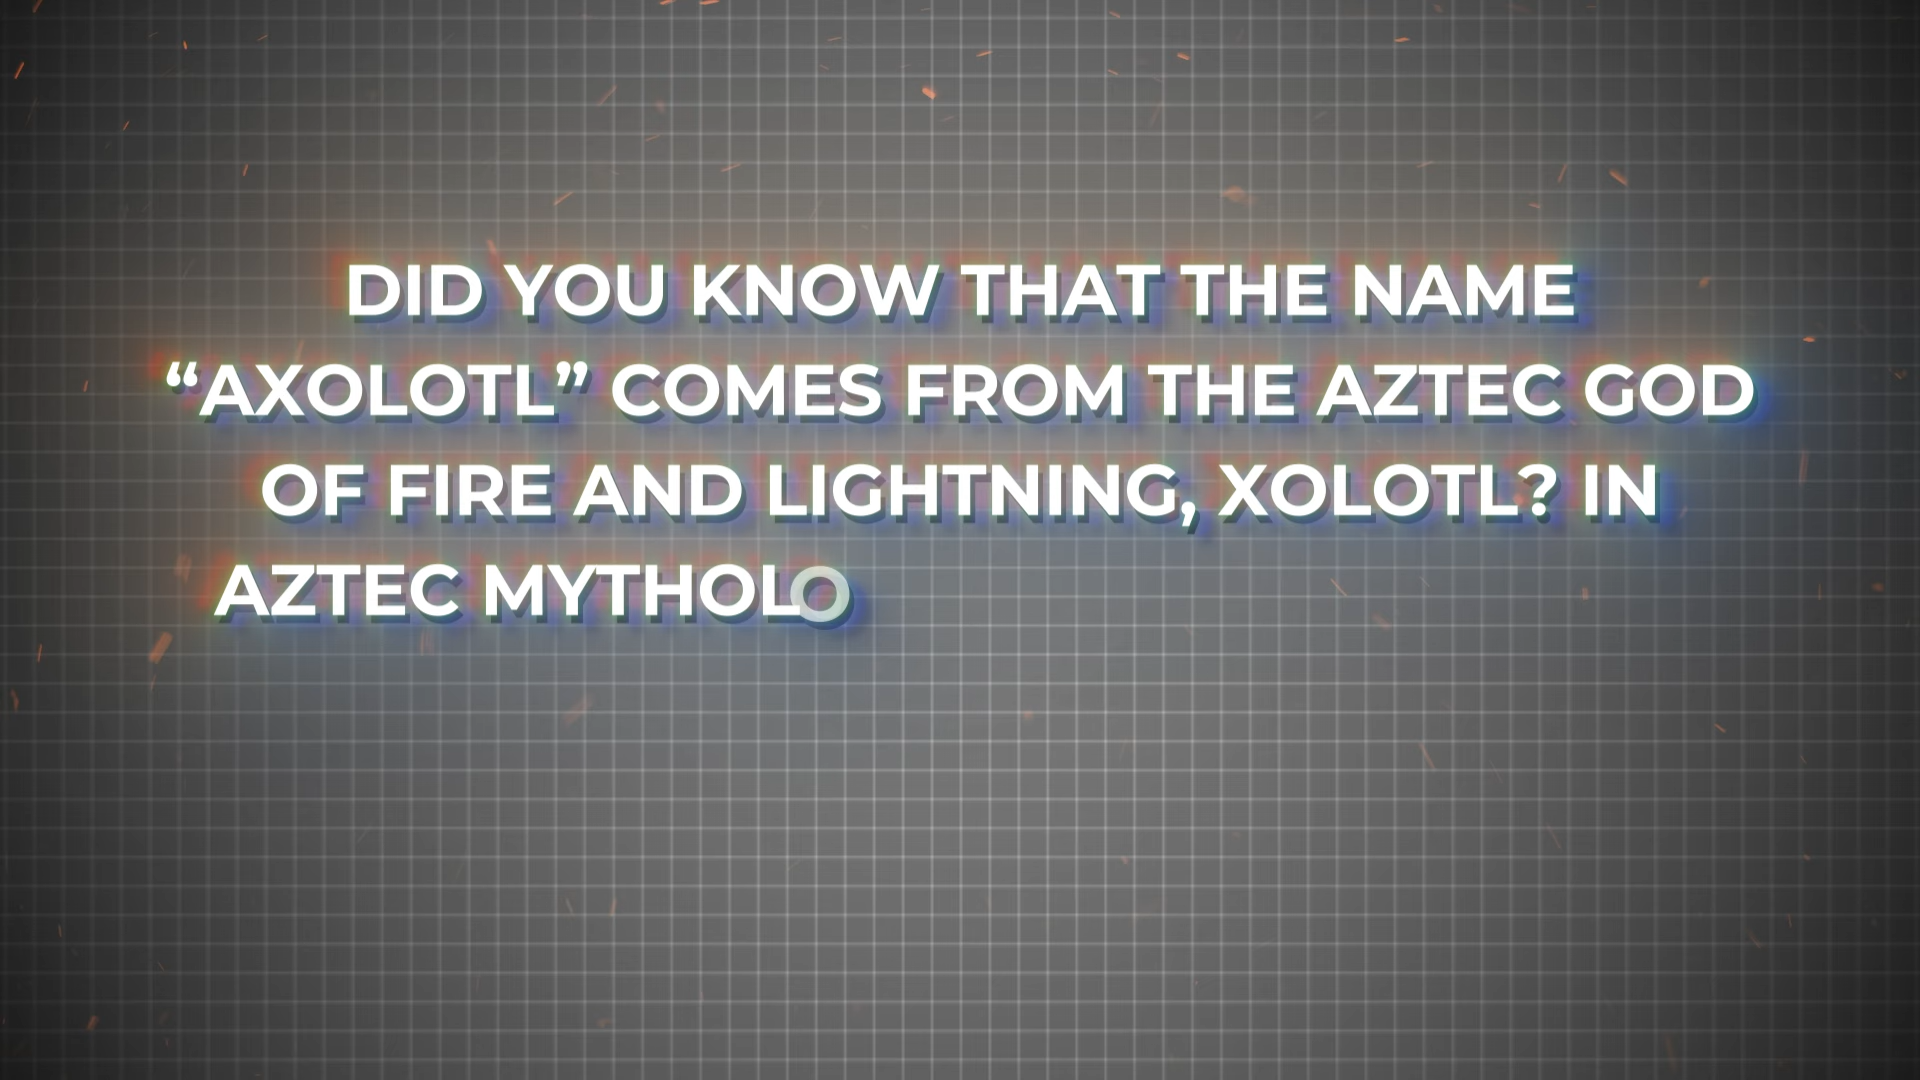 DID YOU KNOW THAT THE NAME
“AXOLOTL” COMES FROM THE AZTEC GOD
OF FIRE AND LIGHTNING, XOLOTL? IN
AZTEC MYTHOLO